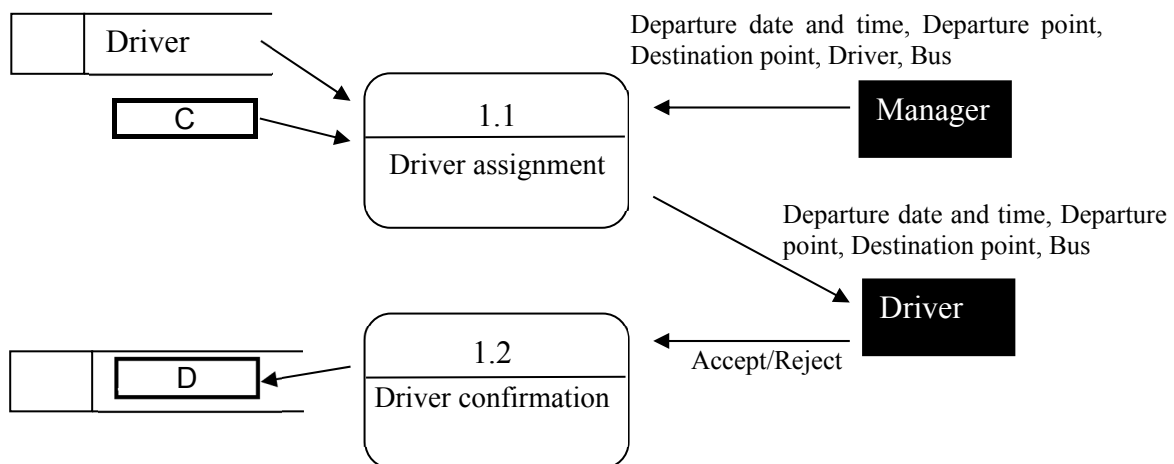 Driver
Departure date and time, Departure point,
Destination point, Driver, Bus
C
1.1
Driver assignment
Manager
Departure date and time, Departure
point, Destination point, Bus
Driver
D
1.2
Driver confirmation
Accept/Reject